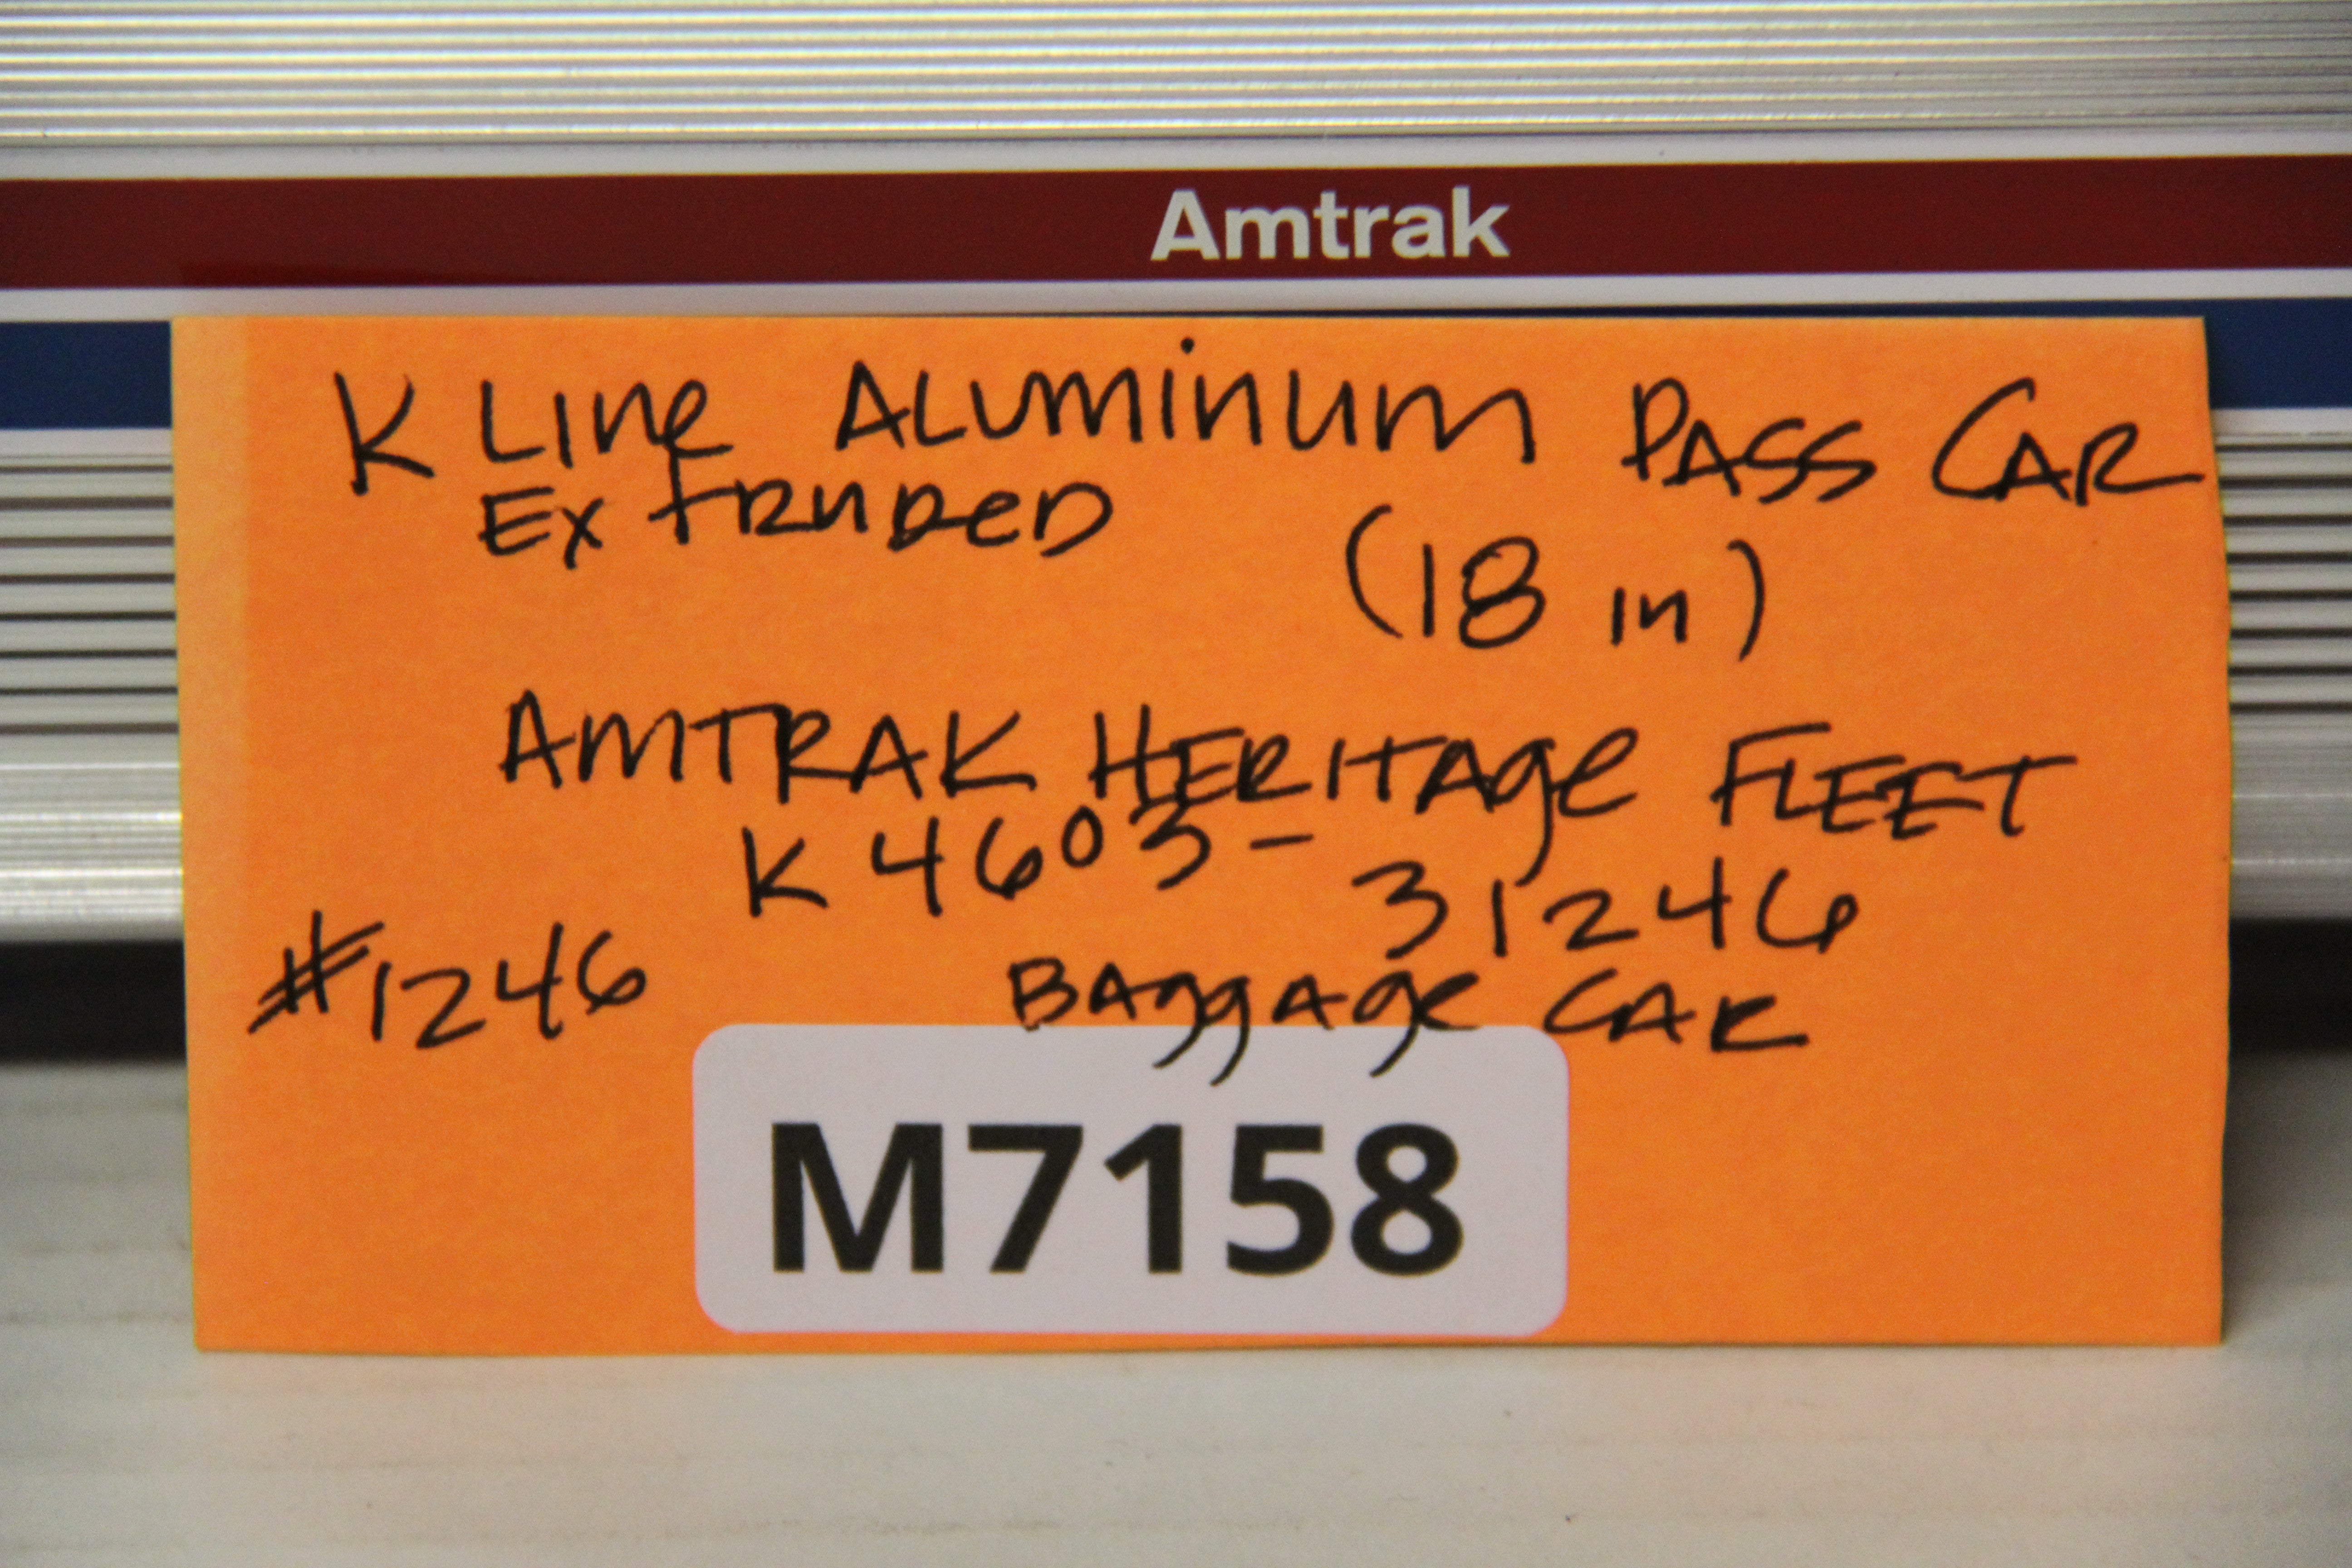 Amtrak
K Line Aluminum Pass Car
Extruded
(18 in)
Amtrak Heritage Fleet
K4603-31246
#1246
Baggage Car
M7158